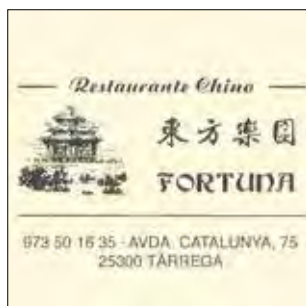 Restaurante Chino
東方樂園
FORTUNA
973 50 16 35 - AVDA. CATALUNYA, 75
25300 TÀRREGA